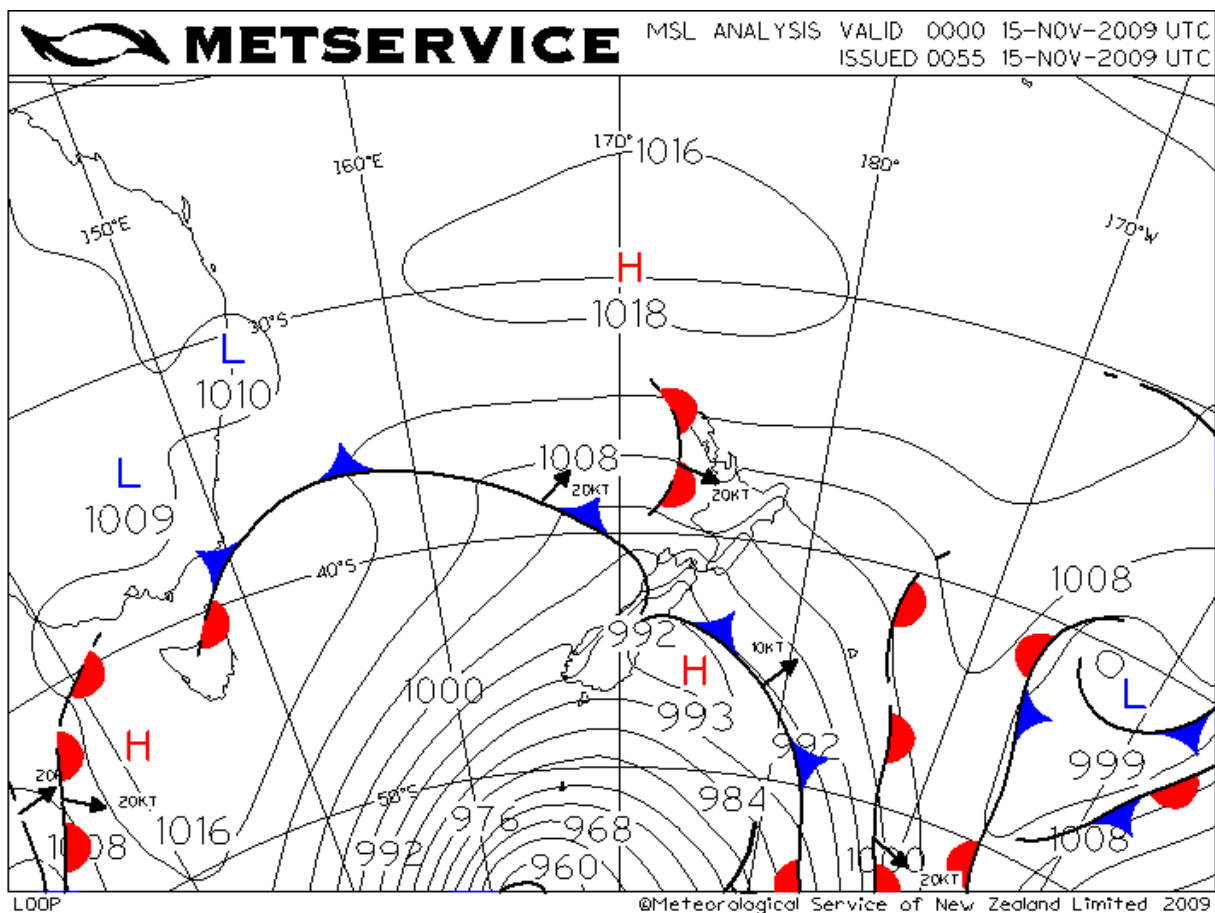 METSERVICE
MSL ANALYSIS VALID 0000 15-NOV-2009 UTC
ISSUED 0055 15-NOV-2009 UTC
160°E
170°
1016
180°
150°E
170°W
H
30°S
1018
L
1010
L
1008
20KT
20KT
1009
40°S
1008
992
10KT
H
1000
993
L
H
992
999
50°S
20KT
984
976
968
1016
1008
992
960
1008
20KT
LOOP
©Meteorological Service of New Zealand Limited 2009